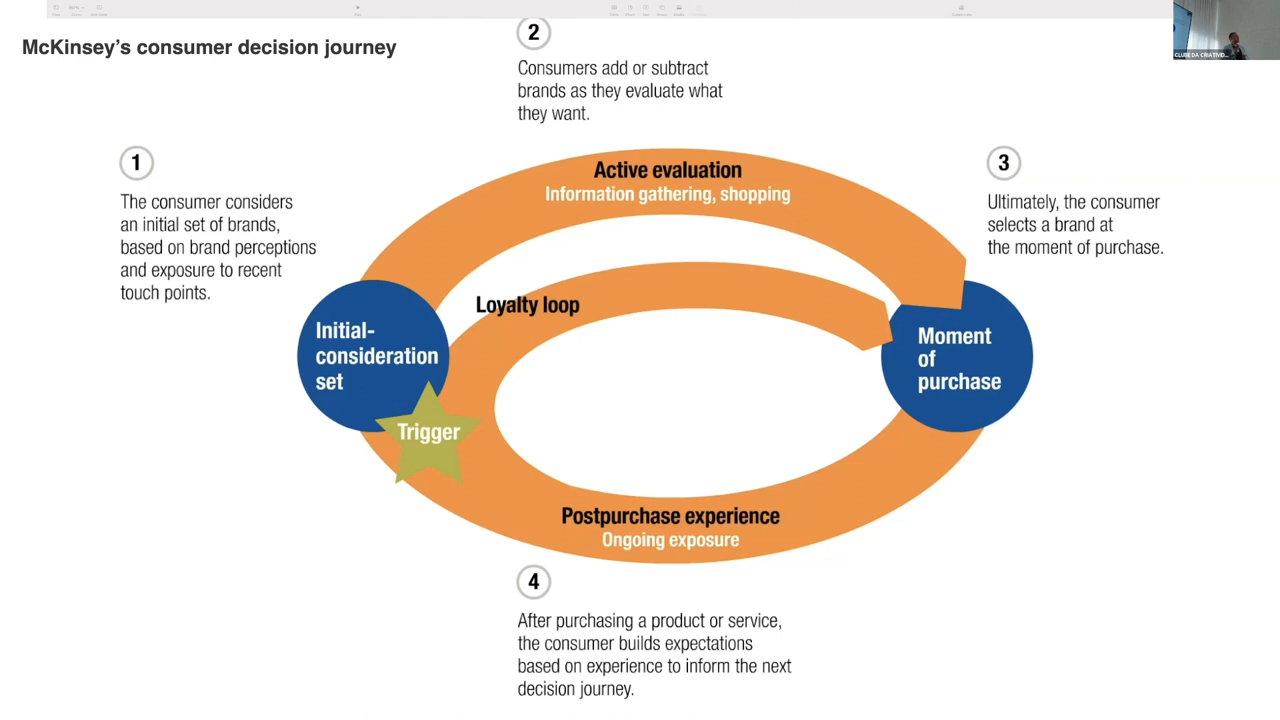 McKinsey’s consumer decision journey
CLUBE DA CRIATIVID...
1
The consumer considers
an initial set of brands,
based on brand perceptions
and exposure to recent
touch points.
2
Consumers add or subtract
brands as they evaluate what
they want.
3
Ultimately, the consumer
selects a brand at
the moment of purchase.
Active evaluation
Information gathering, shopping
Loyalty loop
Initial-
consideration
set
Trigger
Moment
of
purchase
Postpurchase experience
Ongoing exposure
4
After purchasing a product or service,
the consumer builds expectations
based on experience to inform the next
decision journey.